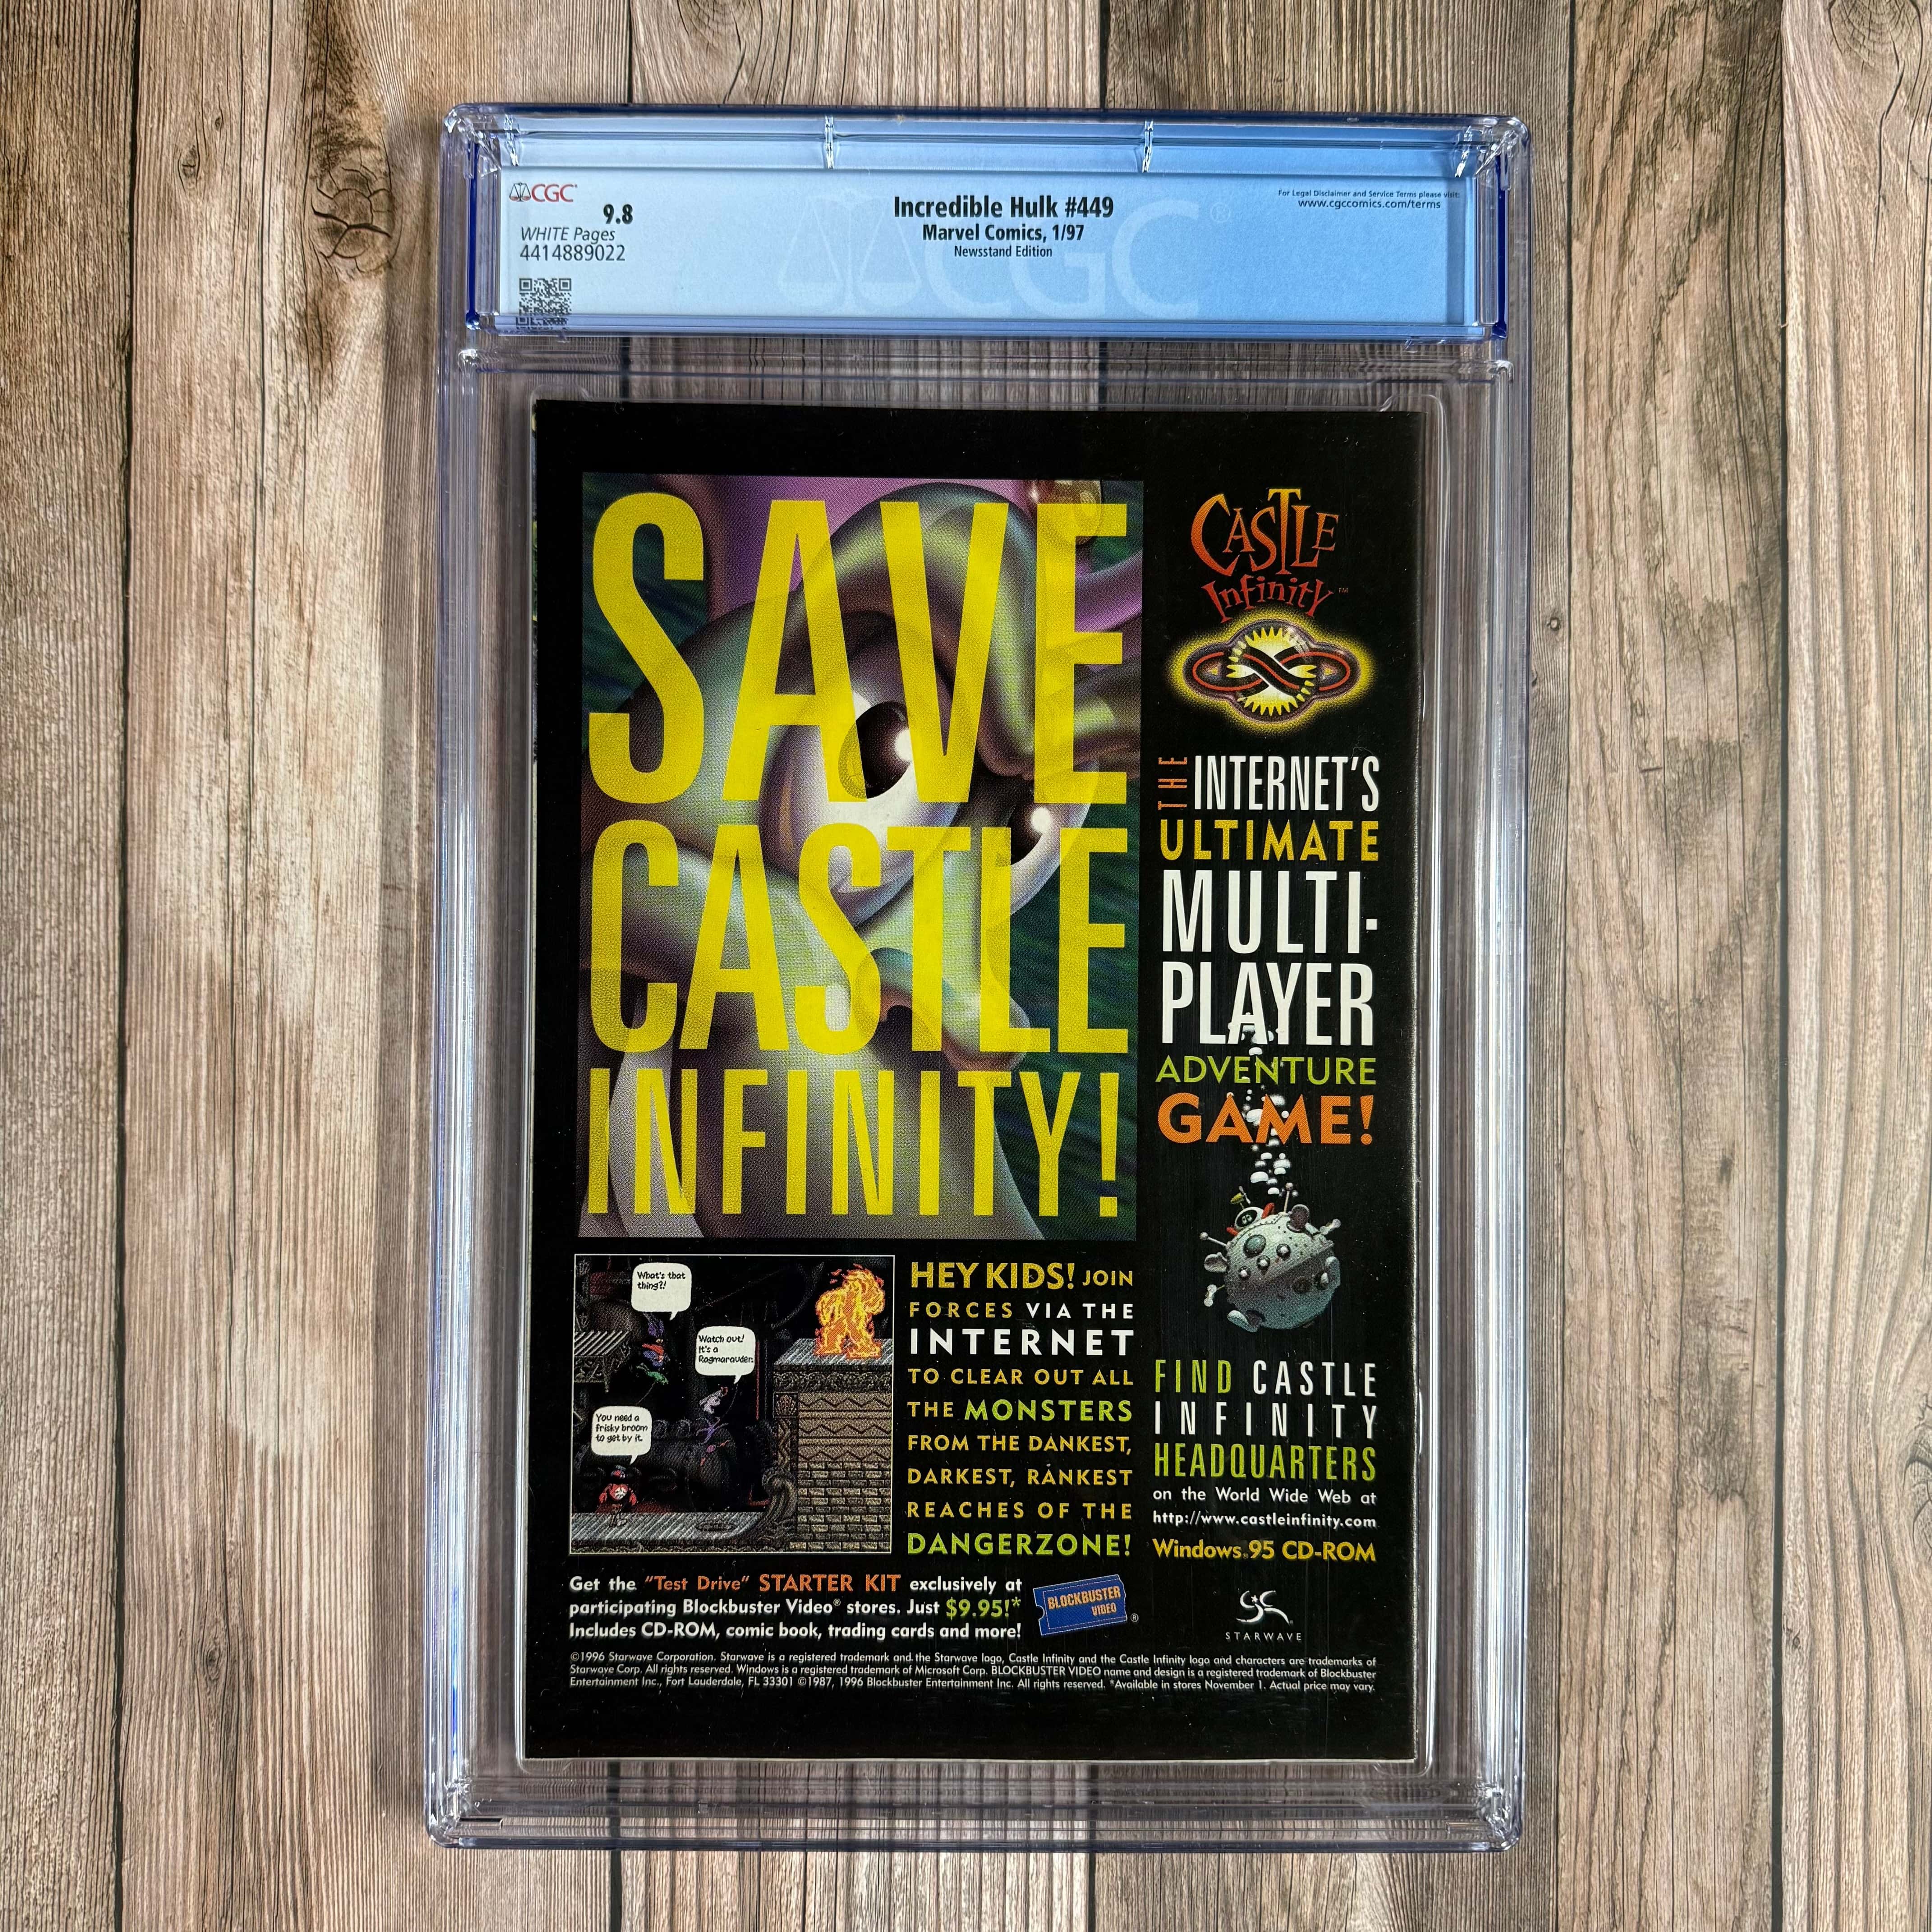 CGC
9.8
WHITE Pages
4414889022
Incredible Hulk #449
Marvel Comics, 1/97
Newsstand Edition
For Legal Disclaimer and Service Terms please visit:
www.cgccomics.com/terms
CGC
SAVE
CASTLE
INFINITY!
CASTLE
Infinity™
THE INTERNET'S
ULTIMATE
MULTI-
PLAYER
ADVENTURE
GAME!
What's that
thing?!
Watch out!
It's a
Ragmarauder.
You need a
frisky broom
to get by it.
HEY KIDS! JOIN
FORCES VIA THE
INTERNET
TO CLEAR OUT ALL
THE MONSTERS
FROM THE DANKEST,
DARKEST, RANKEST
REACHES OF THE
DANGERZONE!
FIND CASTLE
INFINITY
HEADQUARTERS
on the World Wide Web at
http://www.castleinfinity.com
Windows 95 CD-ROM
Get the "Test Drive" STARTER KIT exclusively at
participating Blockbuster Video® stores. Just $9.95!*
Includes CD-ROM, comic book, trading cards and more!
BLOCKBUSTER
VIDEO
®
STARWAVE
©1996 Starwave Corporation. Starwave is a registered trademark and the Starwave logo, Castle Infinity and the Castle Infinity logo and characters are trademarks of
Starwave Corp. All rights reserved. Windows is a registered trademark of Microsoft Corp. BLOCKBUSTER VIDEO name and design is a registered trademark of Blockbuster
Entertainment Inc., Fort Lauderdale, FL 33301 ©1987, 1996 Blockbuster Entertainment Inc. All rights reserved. *Available in stores November 1. Actual price may vary.